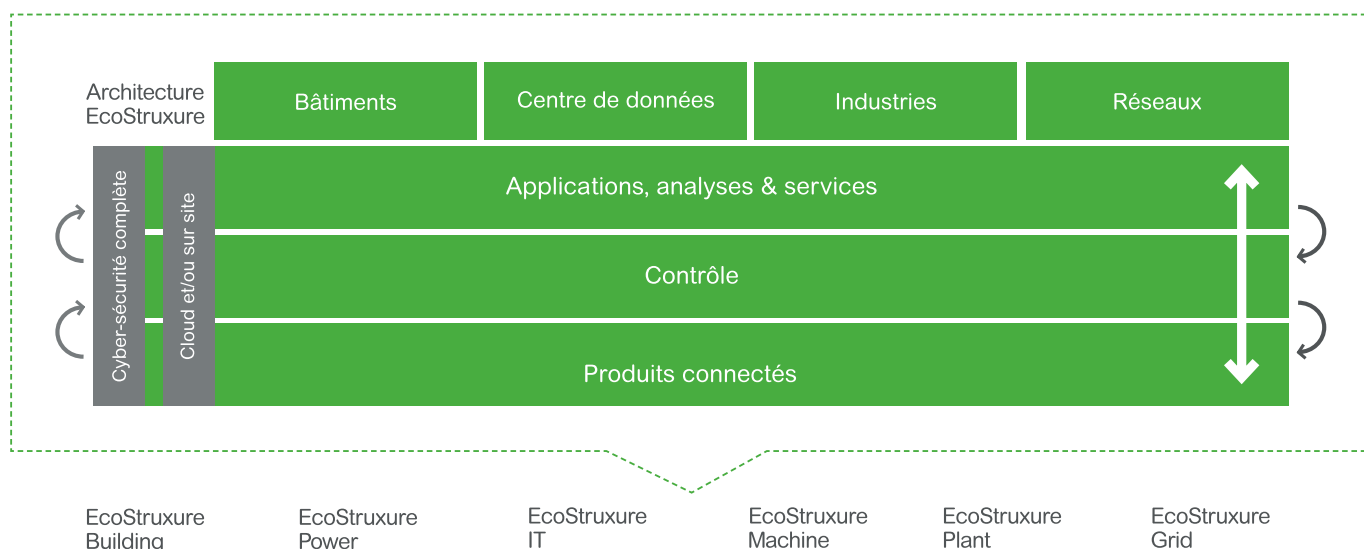 Architecture
EcoStruxure
Bâtiments
Centre de données
Industries
Réseaux
Cyber-sécurité complète
Cloud et/ou sur site
Applications, analyses & services
Contrôle
Produits connectés
EcoStruxure
Building
EcoStruxure
Power
EcoStruxure
IT
EcoStruxure
Machine
EcoStruxure
Plant
EcoStruxure
Grid